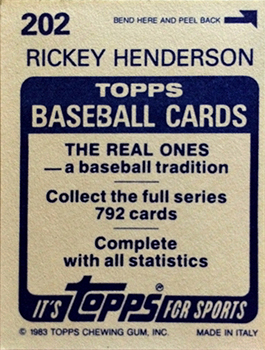 202
BEND HERE AND PEEL BACK
RICKEY HENDERSON
TOPPS
BASEBALL CARDS
THE REAL ONES
—a baseball tradition
Collect the full series
792 cards
Complete
with all statistics
IT'S Topps® FOR SPORTS
© 1983 TOPPS CHEWING GUM, INC. MADE IN ITALY